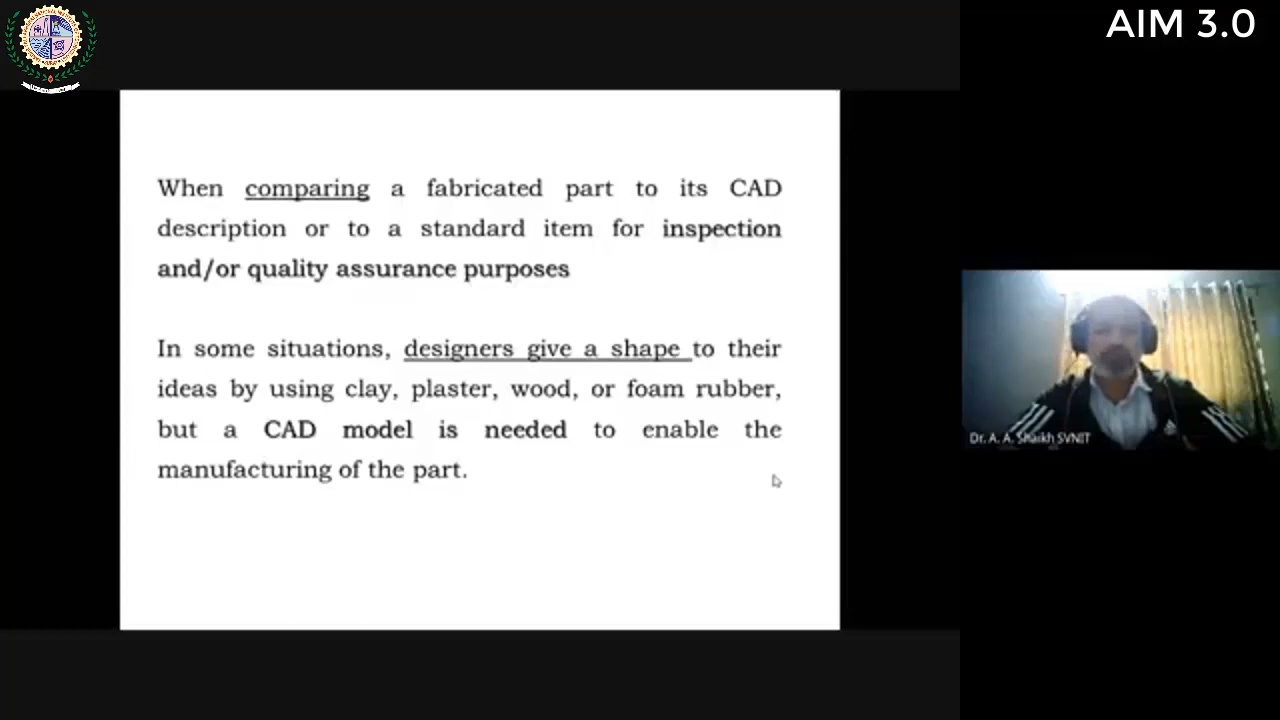 AIM 3.0
When comparing a fabricated part to its CAD
description or to a standard item for inspection
and/or quality assurance purposes
In some situations, designers give a shape to their
ideas by using clay, plaster, wood, or foam rubber,
but a CAD model is needed to enable the
manufacturing of the part.
Dr. A. A. Shaikh SVNIT